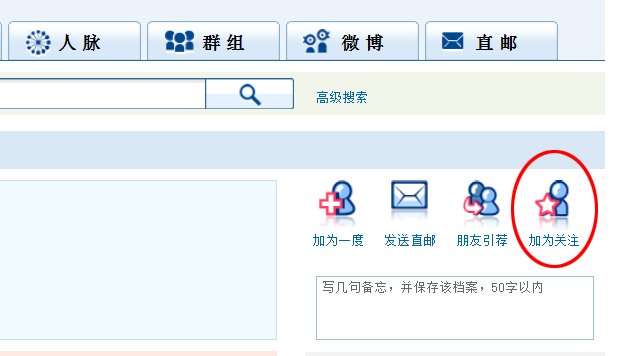 人脉 群组 微博 直邮
高级搜索
加为一度 发送直邮 朋友引荐 加为关注
写几句备忘，并保存该档案，50字以内